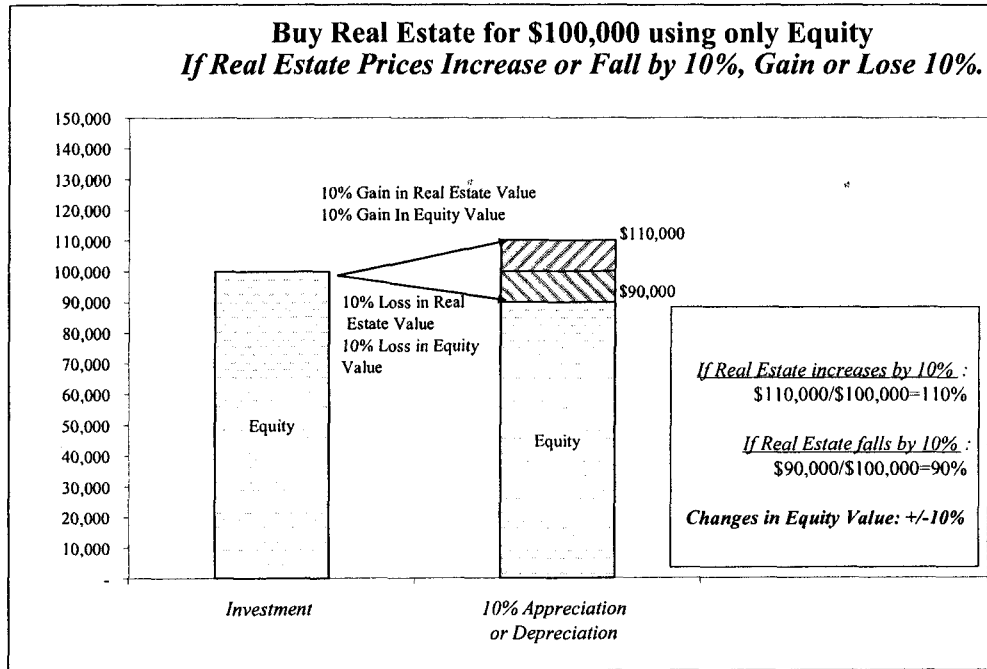 Buy Real Estate for $100,000 using only Equity
If Real Estate Prices Increase or Fall by 10%, Gain or Lose 10%.
150,000
140,000
130,000
120,000
110,000
100,000
90,000
80,000
70,000
60,000
50,000
40,000
30,000
20,000
10,000
-
10% Gain in Real Estate Value
10% Gain In Equity Value
10% Loss in Real
Estate Value
10% Loss in Equity
Value
$110,000
$90,000
Equity
Equity
Investment
10% Appreciation
or Depreciation
If Real Estate increases by 10% :
$110,000/$100,000=110%
If Real Estate falls by 10% :
$90,000/$100,000=90%
Changes in Equity Value: +/-10%